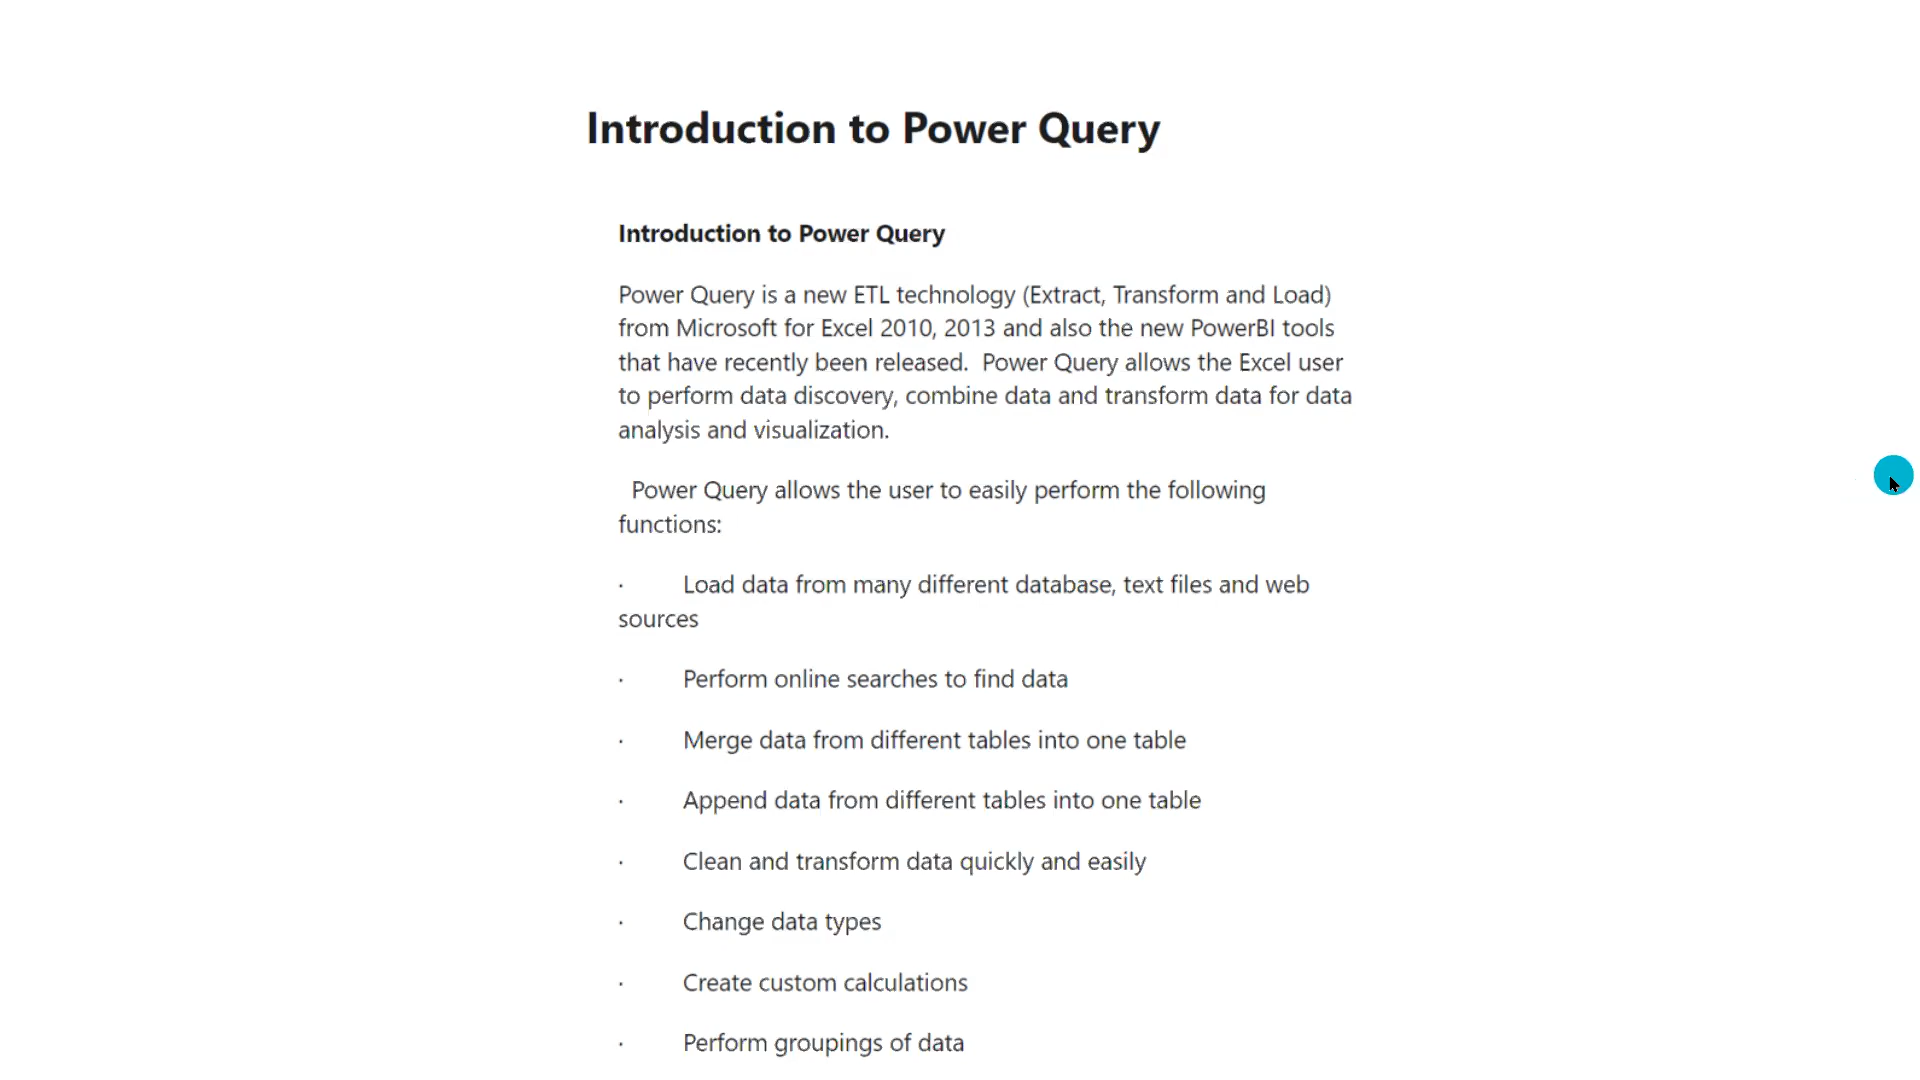 Introduction to Power Query
Introduction to Power Query
Power Query is a new ETL technology (Extract, Transform and Load)
from Microsoft for Excel 2010, 2013 and also the new PowerBI tools
that have recently been released.  Power Query allows the Excel user
to perform data discovery, combine data and transform data for data
analysis and visualization.
Power Query allows the user to easily perform the following
functions:
· Load data from many different database, text files and web
sources
· Perform online searches to find data
· Merge data from different tables into one table
· Append data from different tables into one table
· Clean and transform data quickly and easily
· Change data types
· Create custom calculations
· Perform groupings of data